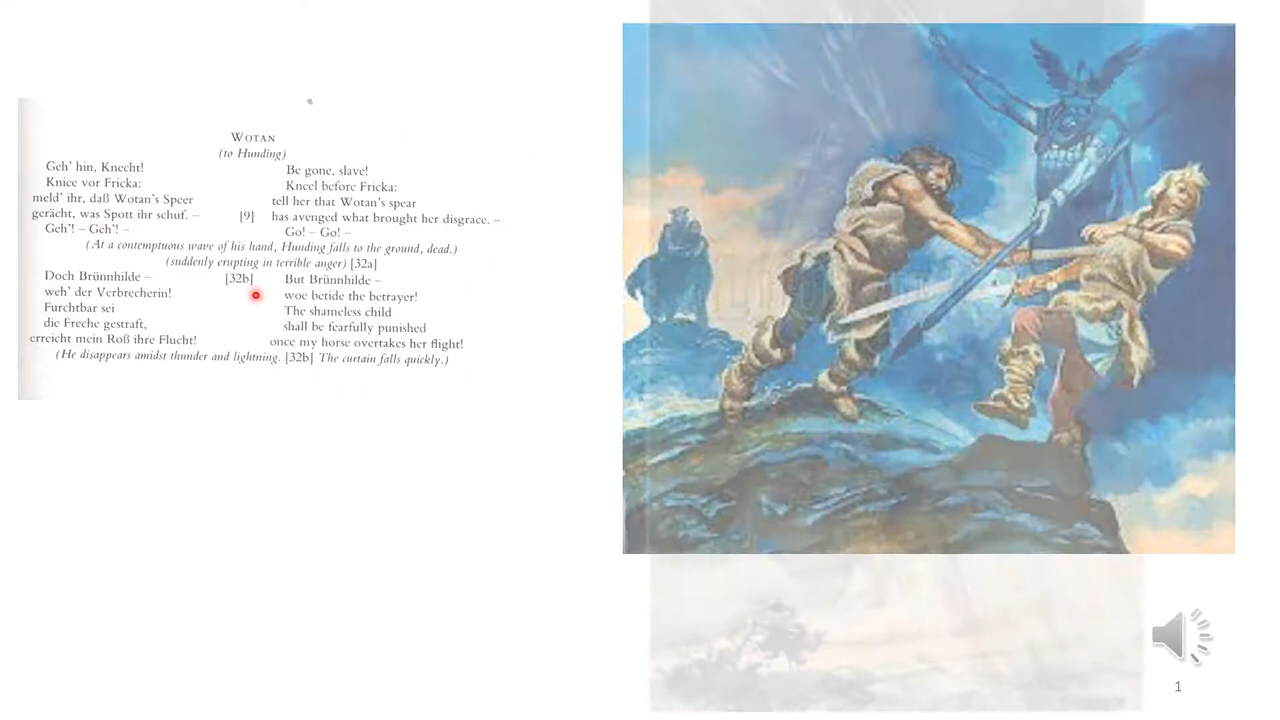 WOTAN
(to Hunding)
Geh' hin, Knecht! Be gone, slave!
Kniee vor Fricka: Kneel before Fricka:
meld' ihr, daß Wotan's Speer tell her that Wotan's spear
gerächt, was Spott ihr schuf. – [9] has avenged what brought her disgrace. –
Geh'! – Geh'! – Go! – Go! –
(At a contemptuous wave of his hand, Hunding falls to the ground, dead.)
(suddenly erupting in terrible anger) [32a]
Doch Brünnhilde – [32b] But Brünnhilde –
weh' der Verbrecherin! woe betide the betrayer!
Furchtbar sei The shameless child
die Freche gestraft, shall be fearfully punished
erreicht mein Roß ihre Flucht! once my horse overtakes her flight!
(He disappears amidst thunder and lightning. [32b] The curtain falls quickly.)
1